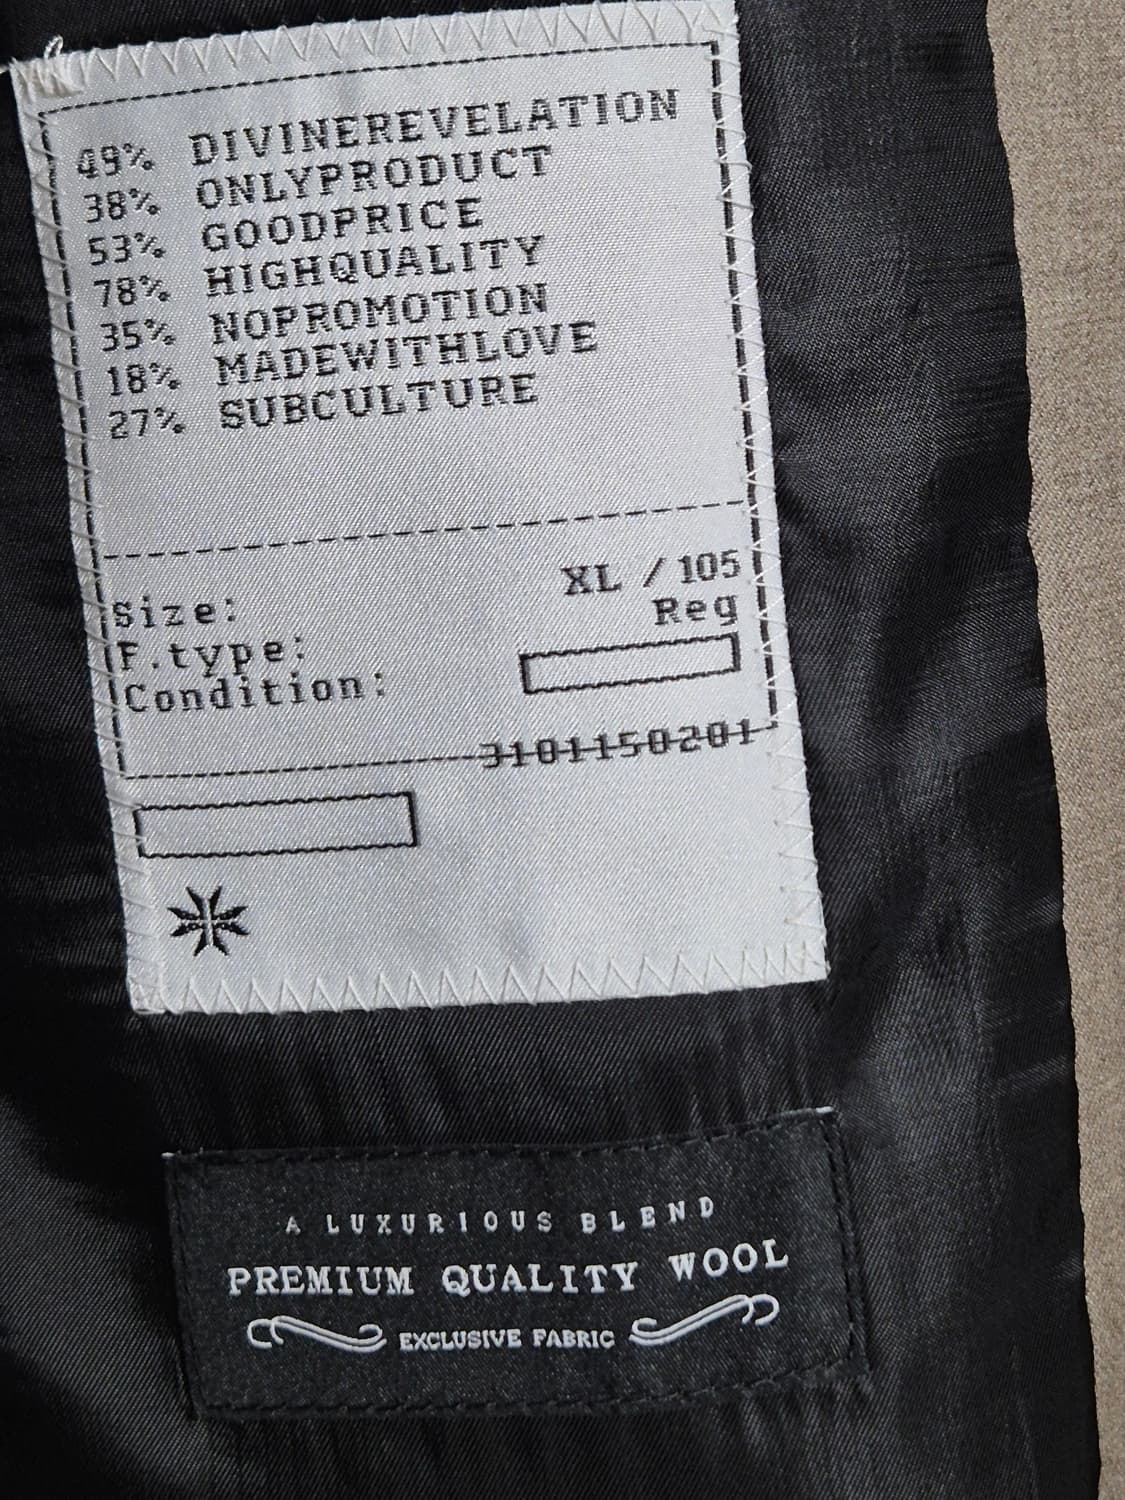 49% DIVINEREVELATION
38% ONLYPRODUCT
53% GOODPRICE
78% HIGHQUALITY
35% NOPROMOTION
18% MADEWITHLOVE
27% SUBCULTURE
Size: XL / 105
F.type: Reg
Condition:
3101150201
A LUXURIOUS BLEND
PREMIUM QUALITY WOOL
EXCLUSIVE FABRIC